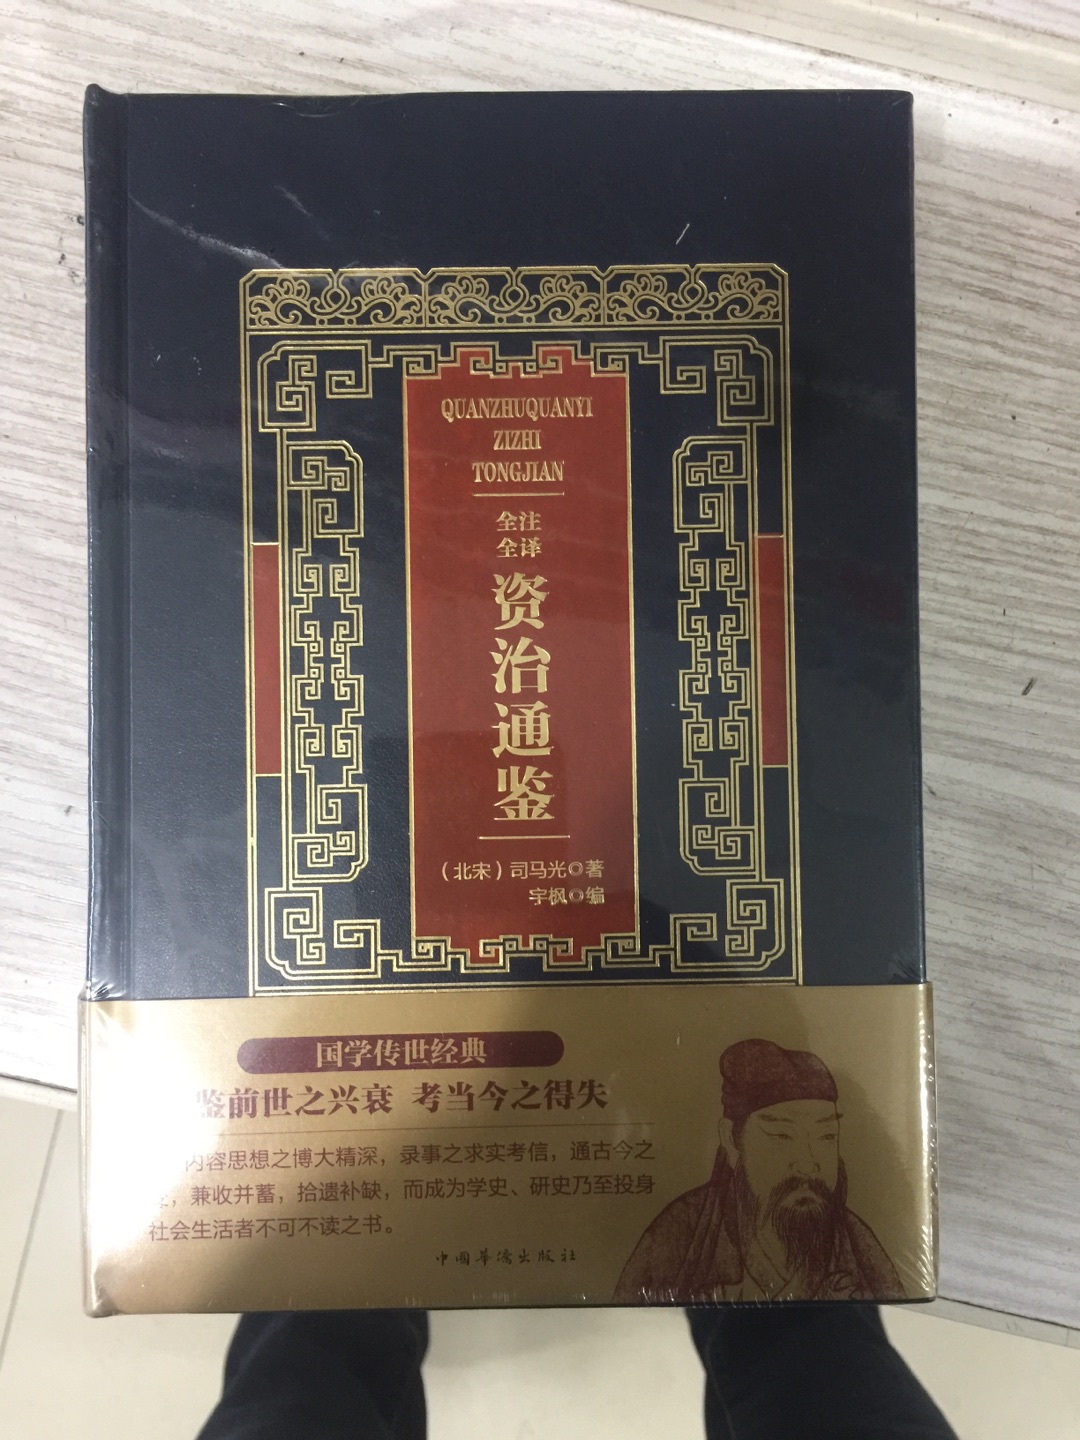 QUANZHUQUANYI
ZIZHI
TONGJIAN
全注
全译
资治通鉴
（北宋）司马光◎著
宇枫◎编
国学传世经典
鉴前世之兴衰 考当今之得失
内容思想之博大精深，录事之求实考信，通古今之
，兼收并蓄，拾遗补缺，而成为学史、研史乃至投身
社会生活者不可不读之书。
中国华侨出版社